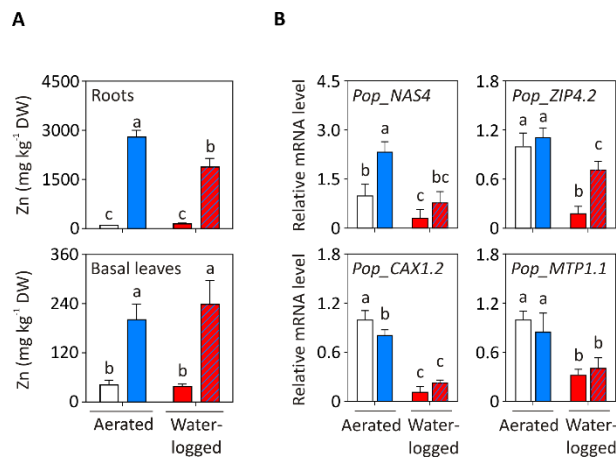 A
B
Zn (mg kg⁻¹ DW)
4500
3000
1500
0
Roots
c
a
c
b
Zn (mg kg⁻¹ DW)
360
240
120
0
Basal leaves
b
a
b
a
Aerated
Water-
logged
Relative mRNA level
4.5
3.0
1.5
0
Pop_NAS4
b
a
c
bc
1.8
1.2
0.6
0
Pop_ZIP4.2
a
a
b
c
Relative mRNA level
1.8
1.2
0.6
0
Pop_CAX1.2
a
b
c
c
1.8
1.2
0.6
0
Pop_MTP1.1
a
a
b
b
Aerated
Water-
logged
Aerated
Water-
logged